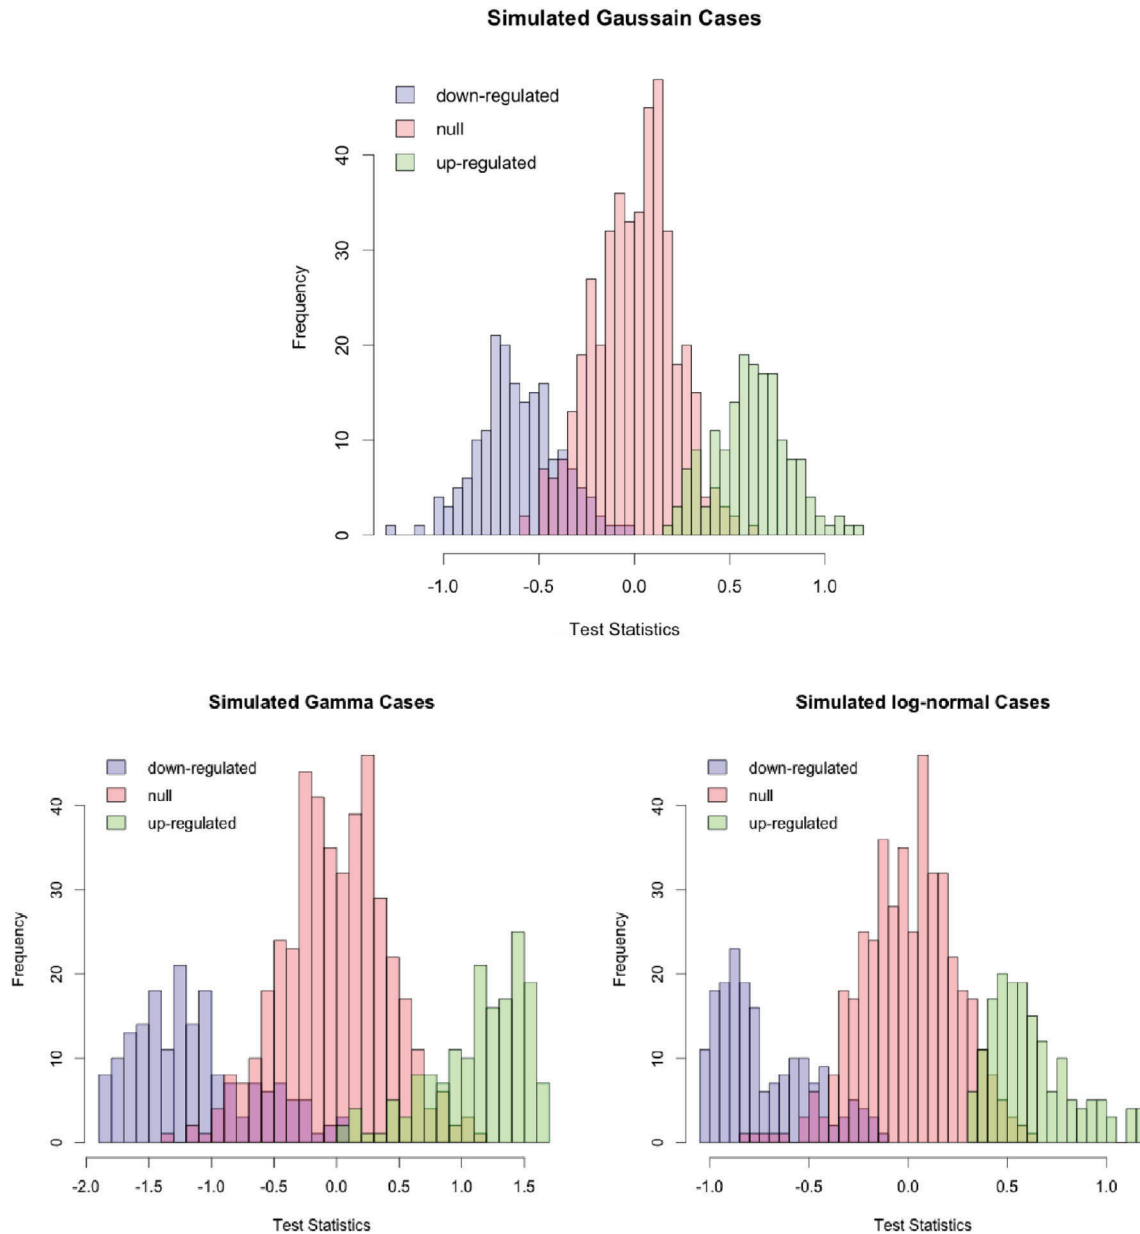 Simulated Gaussain Cases
down-regulated
null
up-regulated
Frequency
0 10 20 30 40
-1.0 -0.5 0.0 0.5 1.0
Test Statistics
Simulated Gamma Cases
down-regulated
null
up-regulated
Frequency
0 10 20 30 40
-2.0 -1.5 -1.0 -0.5 0.0 0.5 1.0 1.5
Test Statistics
Simulated log-normal Cases
down-regulated
null
up-regulated
Frequency
0 10 20 30 40
-1.0 -0.5 0.0 0.5 1.0
Test Statistics